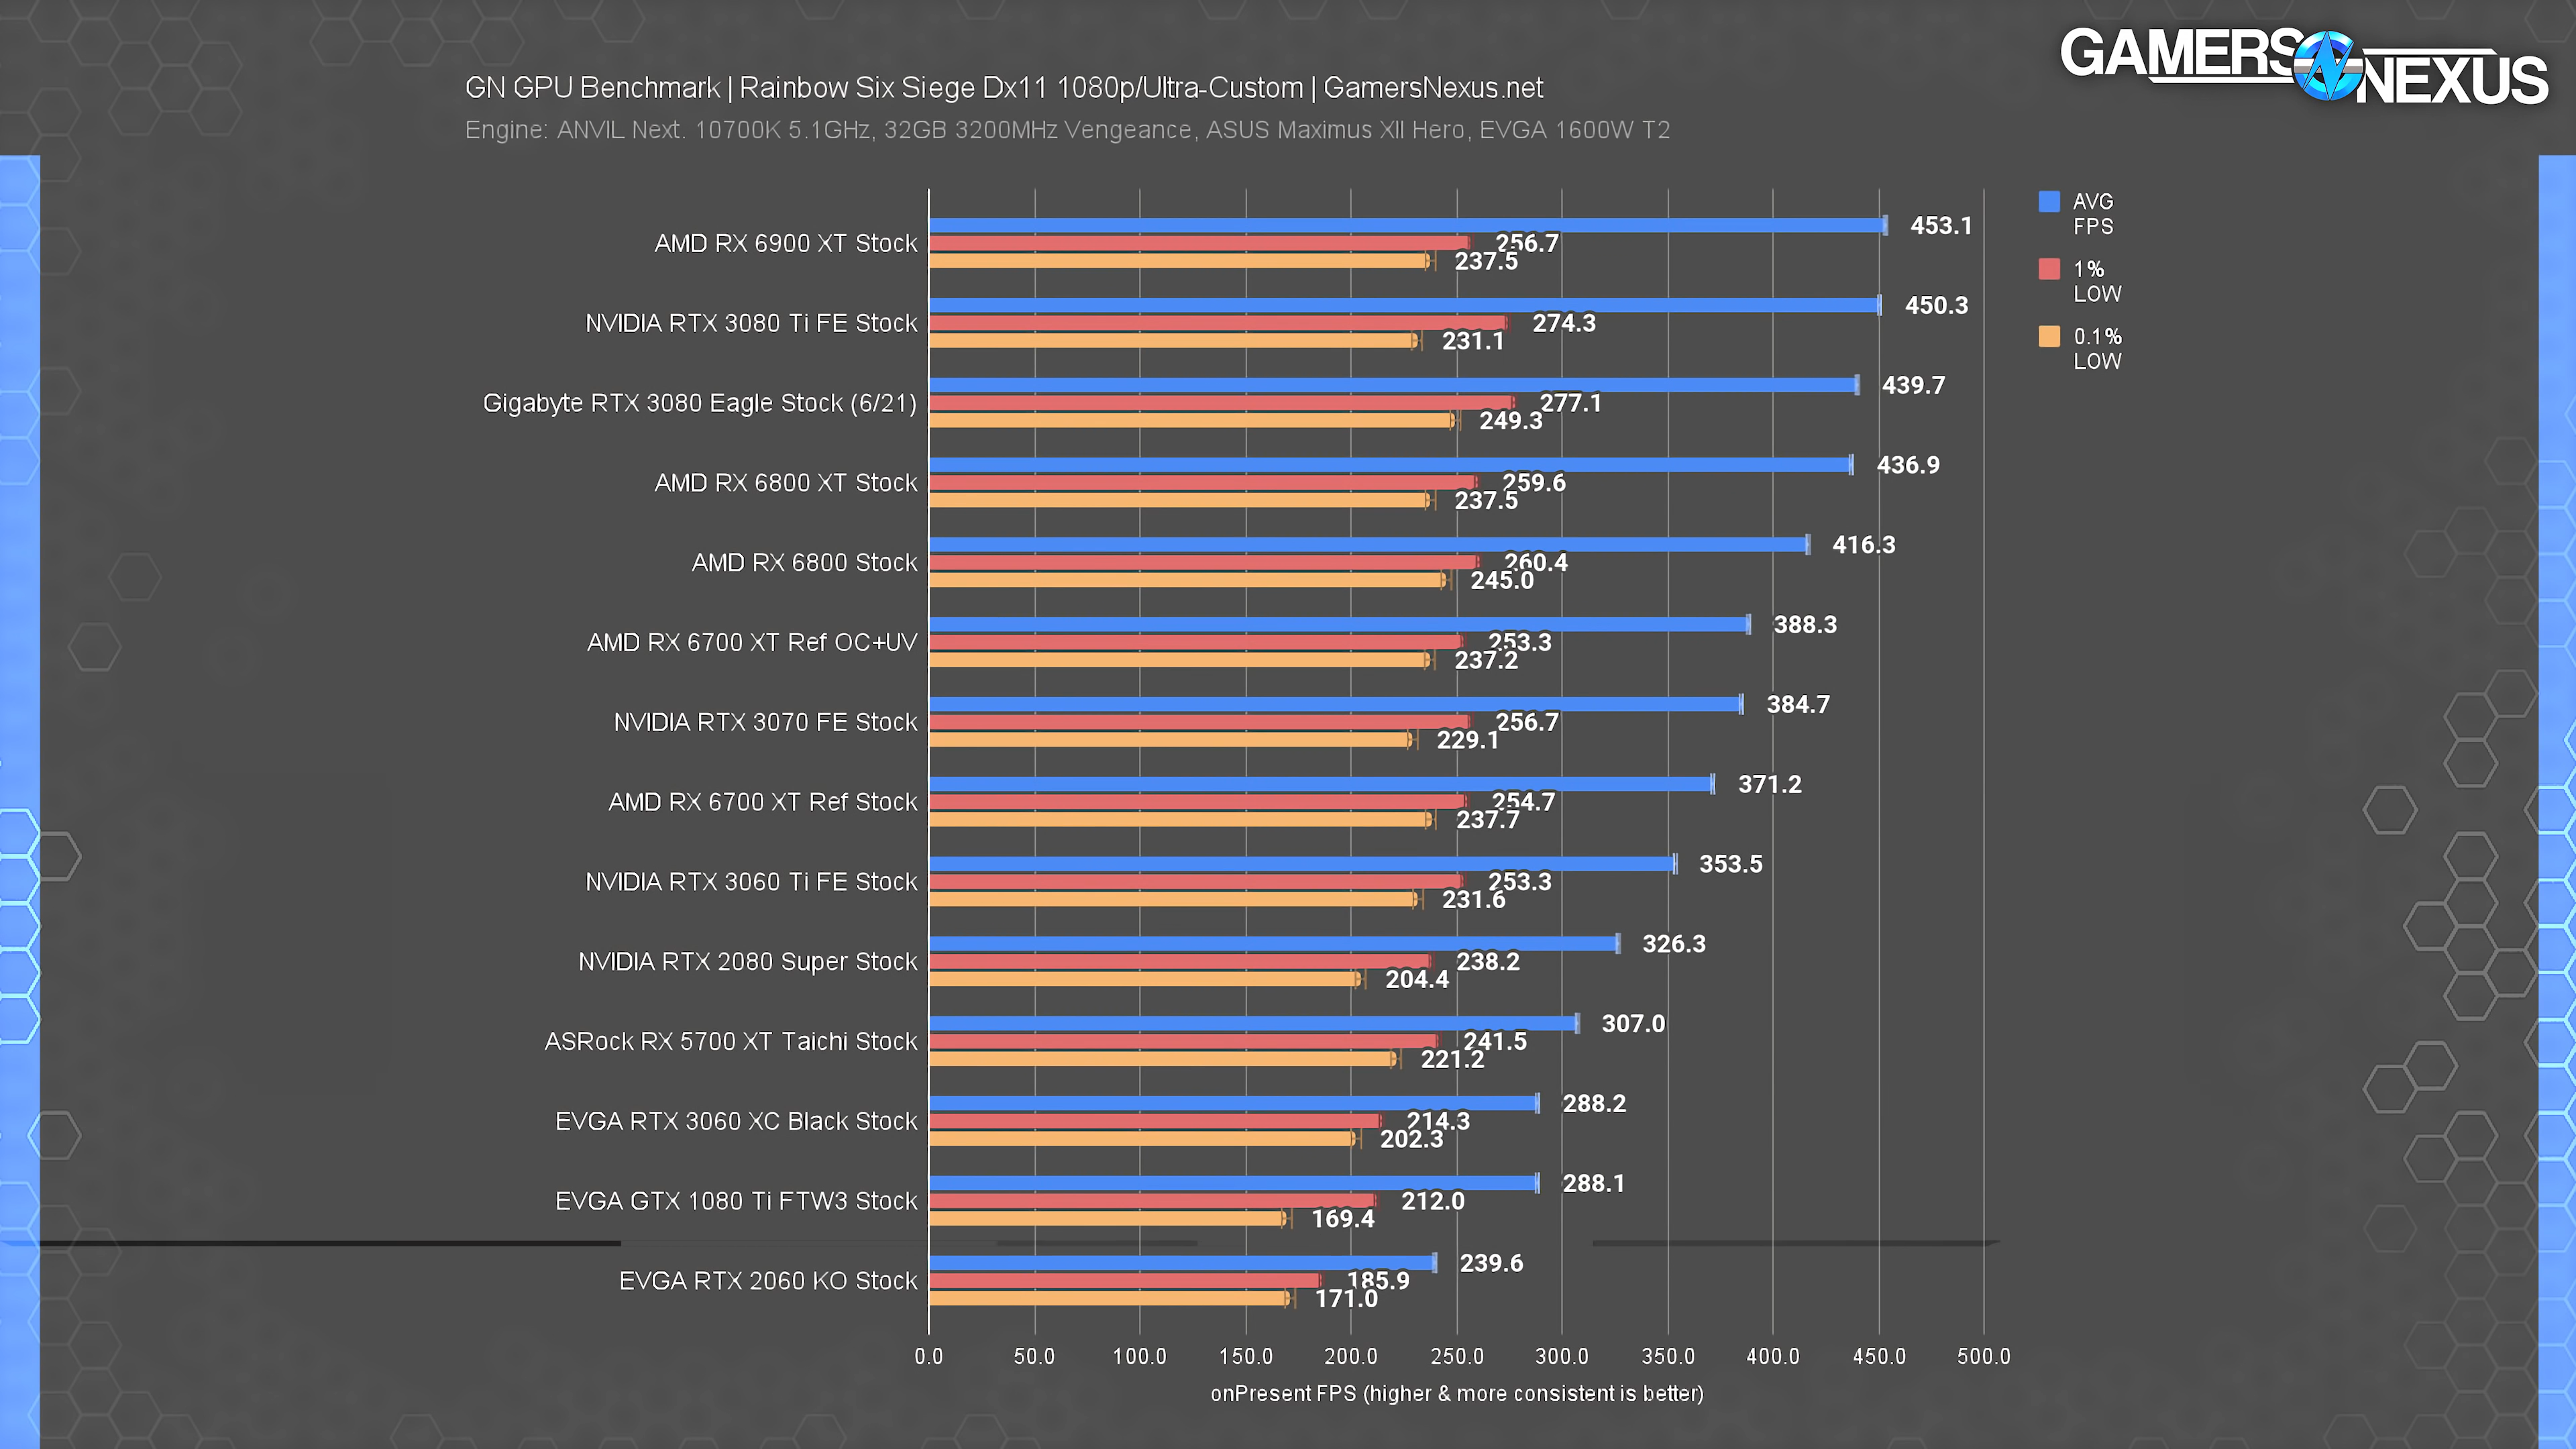 GAMERS NEXUS
GN GPU Benchmark | Rainbow Six Siege Dx11 1080p/Ultra-Custom | GamersNexus.net
Engine: ANVIL Next. 10700K 5.1GHz, 32GB 3200MHz Vengeance, ASUS Maximus XII Hero, EVGA 1600W T2
AVG
FPS
1%
LOW
0.1%
LOW
AMD RX 6900 XT Stock
453.1
256.7
237.5
NVIDIA RTX 3080 Ti FE Stock
450.3
274.3
231.1
Gigabyte RTX 3080 Eagle Stock (6/21)
439.7
277.1
249.3
AMD RX 6800 XT Stock
436.9
259.6
237.5
AMD RX 6800 Stock
416.3
260.4
245.0
AMD RX 6700 XT Ref OC+UV
388.3
253.3
237.2
NVIDIA RTX 3070 FE Stock
384.7
256.7
229.1
AMD RX 6700 XT Ref Stock
371.2
254.7
237.7
NVIDIA RTX 3060 Ti FE Stock
353.5
253.3
231.6
NVIDIA RTX 2080 Super Stock
326.3
238.2
204.4
ASRock RX 5700 XT Taichi Stock
307.0
241.5
221.2
EVGA RTX 3060 XC Black Stock
288.2
214.3
202.3
EVGA GTX 1080 Ti FTW3 Stock
288.1
212.0
169.4
EVGA RTX 2060 KO Stock
239.6
185.9
171.0
0.0 50.0 100.0 150.0 200.0 250.0 300.0 350.0 400.0 450.0 500.0
onPresent FPS (higher & more consistent is better)